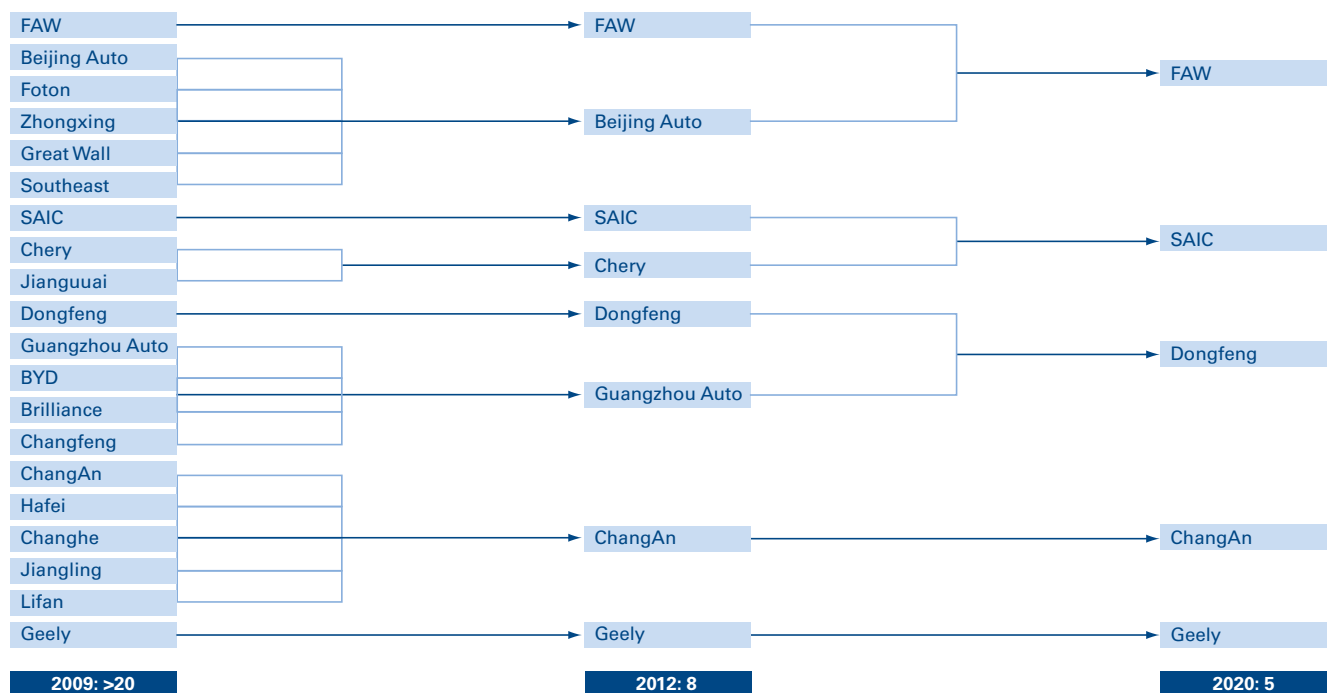 FAW
Beijing Auto
Foton
Zhongxing
Great Wall
Southeast
SAIC
Chery
Jianguuai
Dongfeng
Guangzhou Auto
BYD
Brilliance
Changfeng
ChangAn
Hafei
Changhe
Jiangling
Lifan
Geely
2009: >20
FAW
Beijing Auto
SAIC
Chery
Dongfeng
Guangzhou Auto
ChangAn
Geely
2012: 8
FAW
SAIC
Dongfeng
ChangAn
Geely
2020: 5